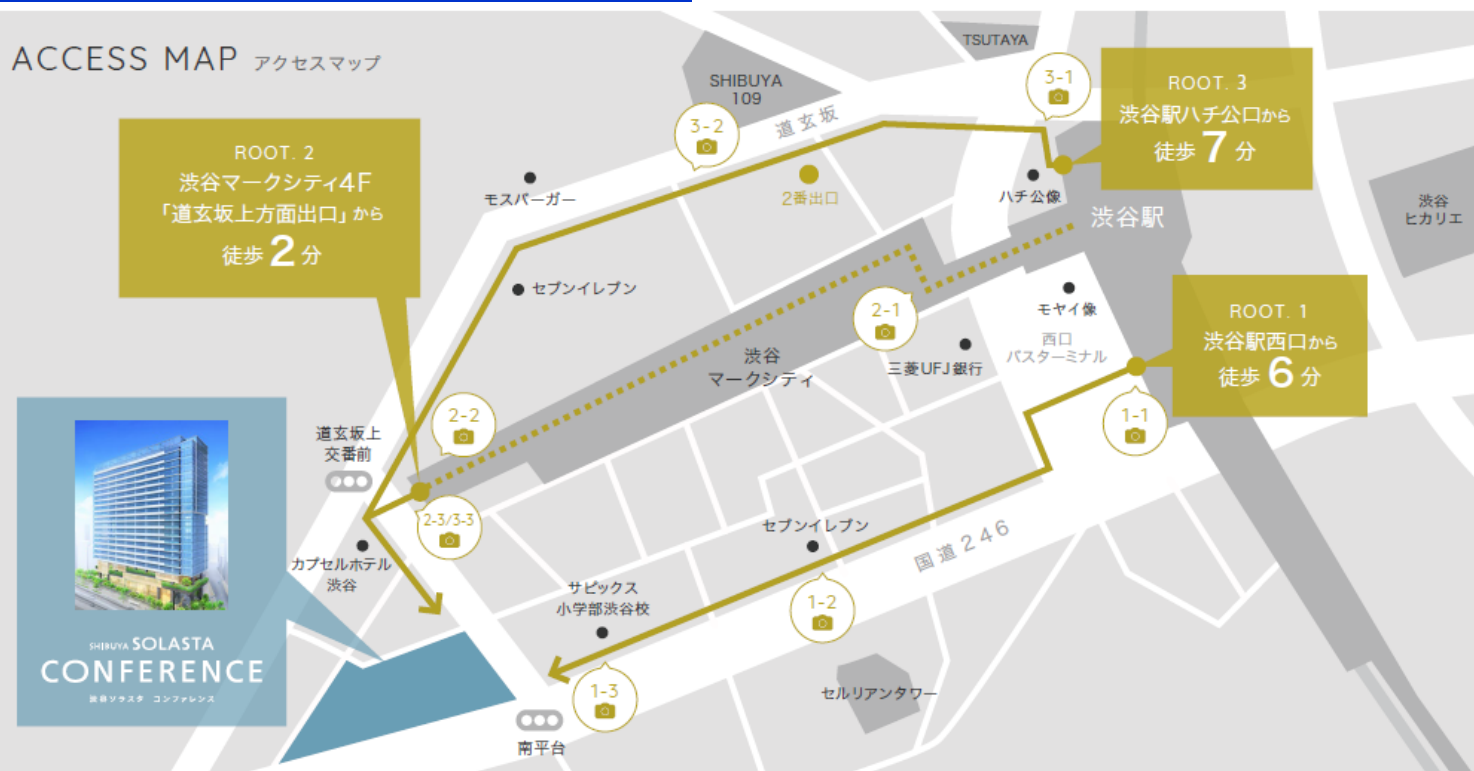 ACCESS MAP アクセスマップ
TSUTAYA
SHIBUYA
109
道玄坂
3-1
ROOT. 3
渋谷駅ハチ公口から
徒歩 7 分
3-2
ROOT. 2
渋谷マークシティ4F
「道玄坂上方面出口」から
徒歩 2 分
モスバーガー
2番出口
ハチ公像
渋谷駅
渋谷
ヒカリエ
セブンイレブン
2-1
モヤイ像
西口
バスターミナル
三菱UFJ銀行
ROOT. 1
渋谷駅西口から
徒歩 6 分
渋谷
マークシティ
1-1
2-2
道玄坂上
交番前
2-3/3-3
カプセルホテル
渋谷
セブンイレブン
国道246
サピックス
小学部渋谷校
1-2
SHIBUYA SOLASTA
CONFERENCE
渋谷ソラスタ コンファレンス
1-3
セルリアンタワー
南平台